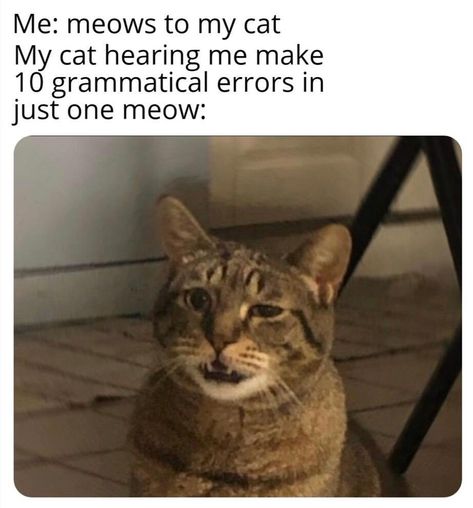 Me: meows to my cat
My cat hearing me make
10 grammatical errors in
just one meow: